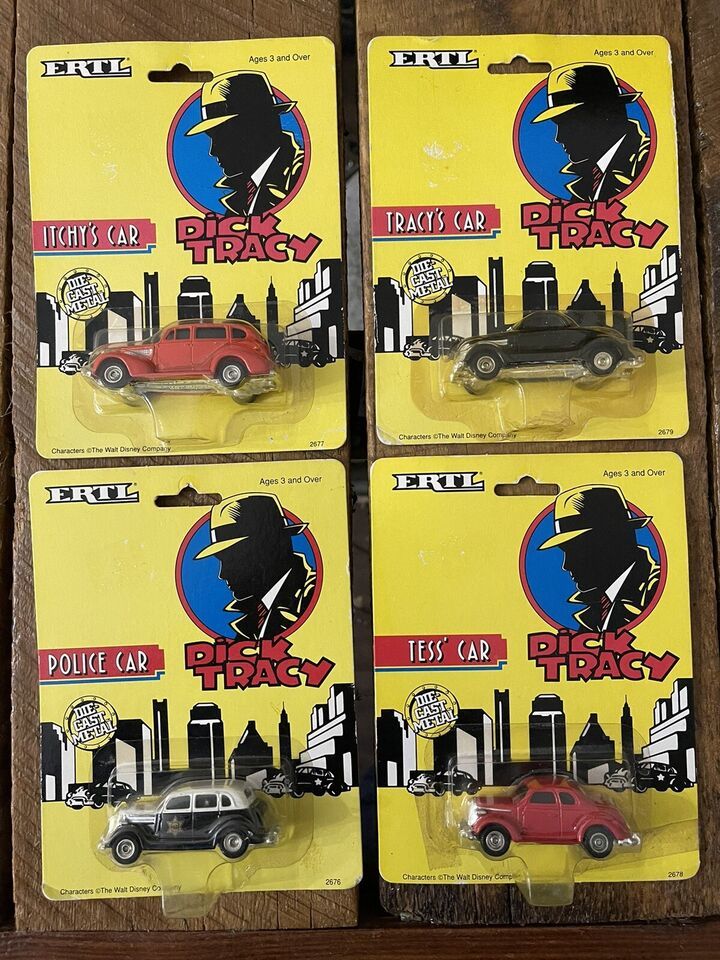 ERTL®
Ages 3 and Over
ITCHY'S CAR
DICK
TRACY
DIE-
CAST
METAL
Characters ©The Walt Disney Company
2677
ERTL®
Ages 3 and Over
TRACY'S CAR
DICK
TRACY
DIE-
CAST
METAL
Characters ©The Walt Disney Company
2679
ERTL®
Ages 3 and Over
POLICE CAR
DICK
TRACY
DIE-
CAST
METAL
Characters ©The Walt Disney
2676
ERTL®
Ages 3 and Over
TESS' CAR
DICK
TRACY
DIE-
CAST
METAL
Characters ©The Walt Disney
2678